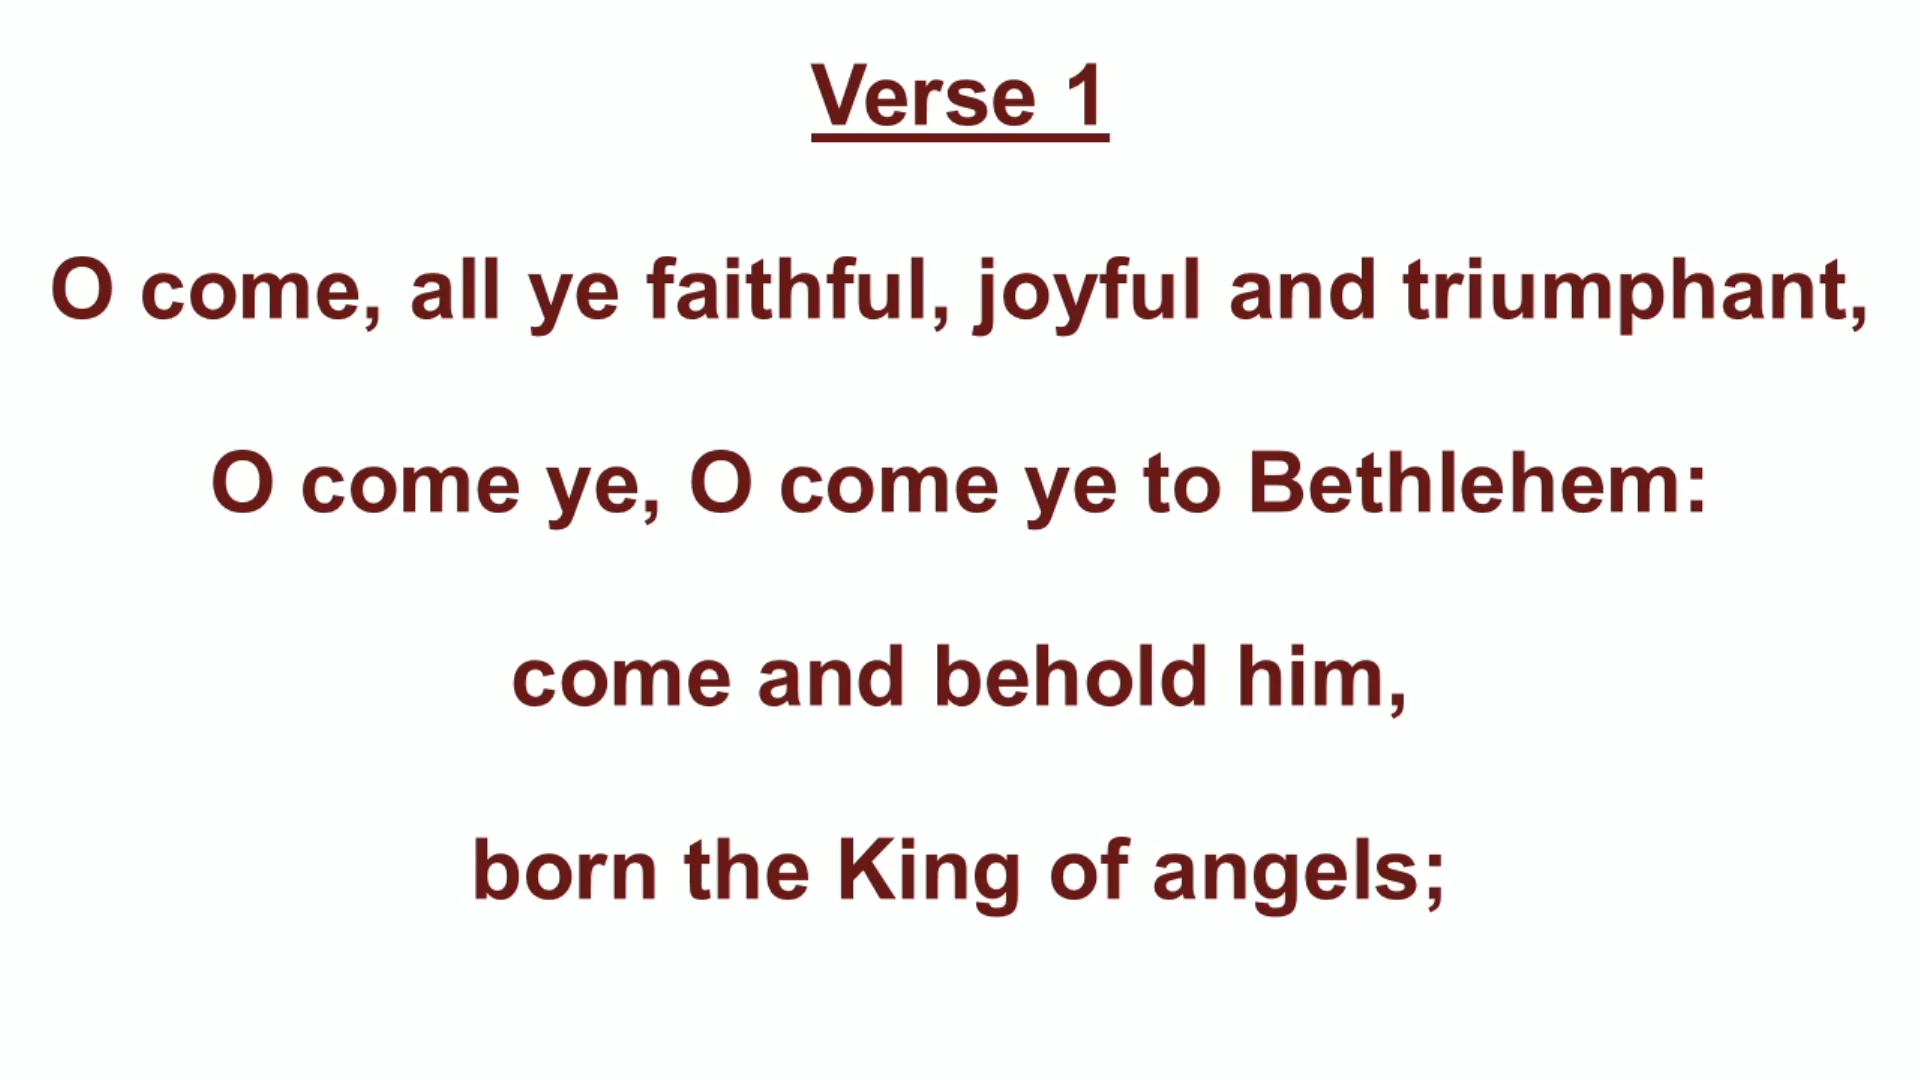 Verse 1
O come, all ye faithful, joyful and triumphant,
O come ye, O come ye to Bethlehem:
come and behold him,
born the King of angels;